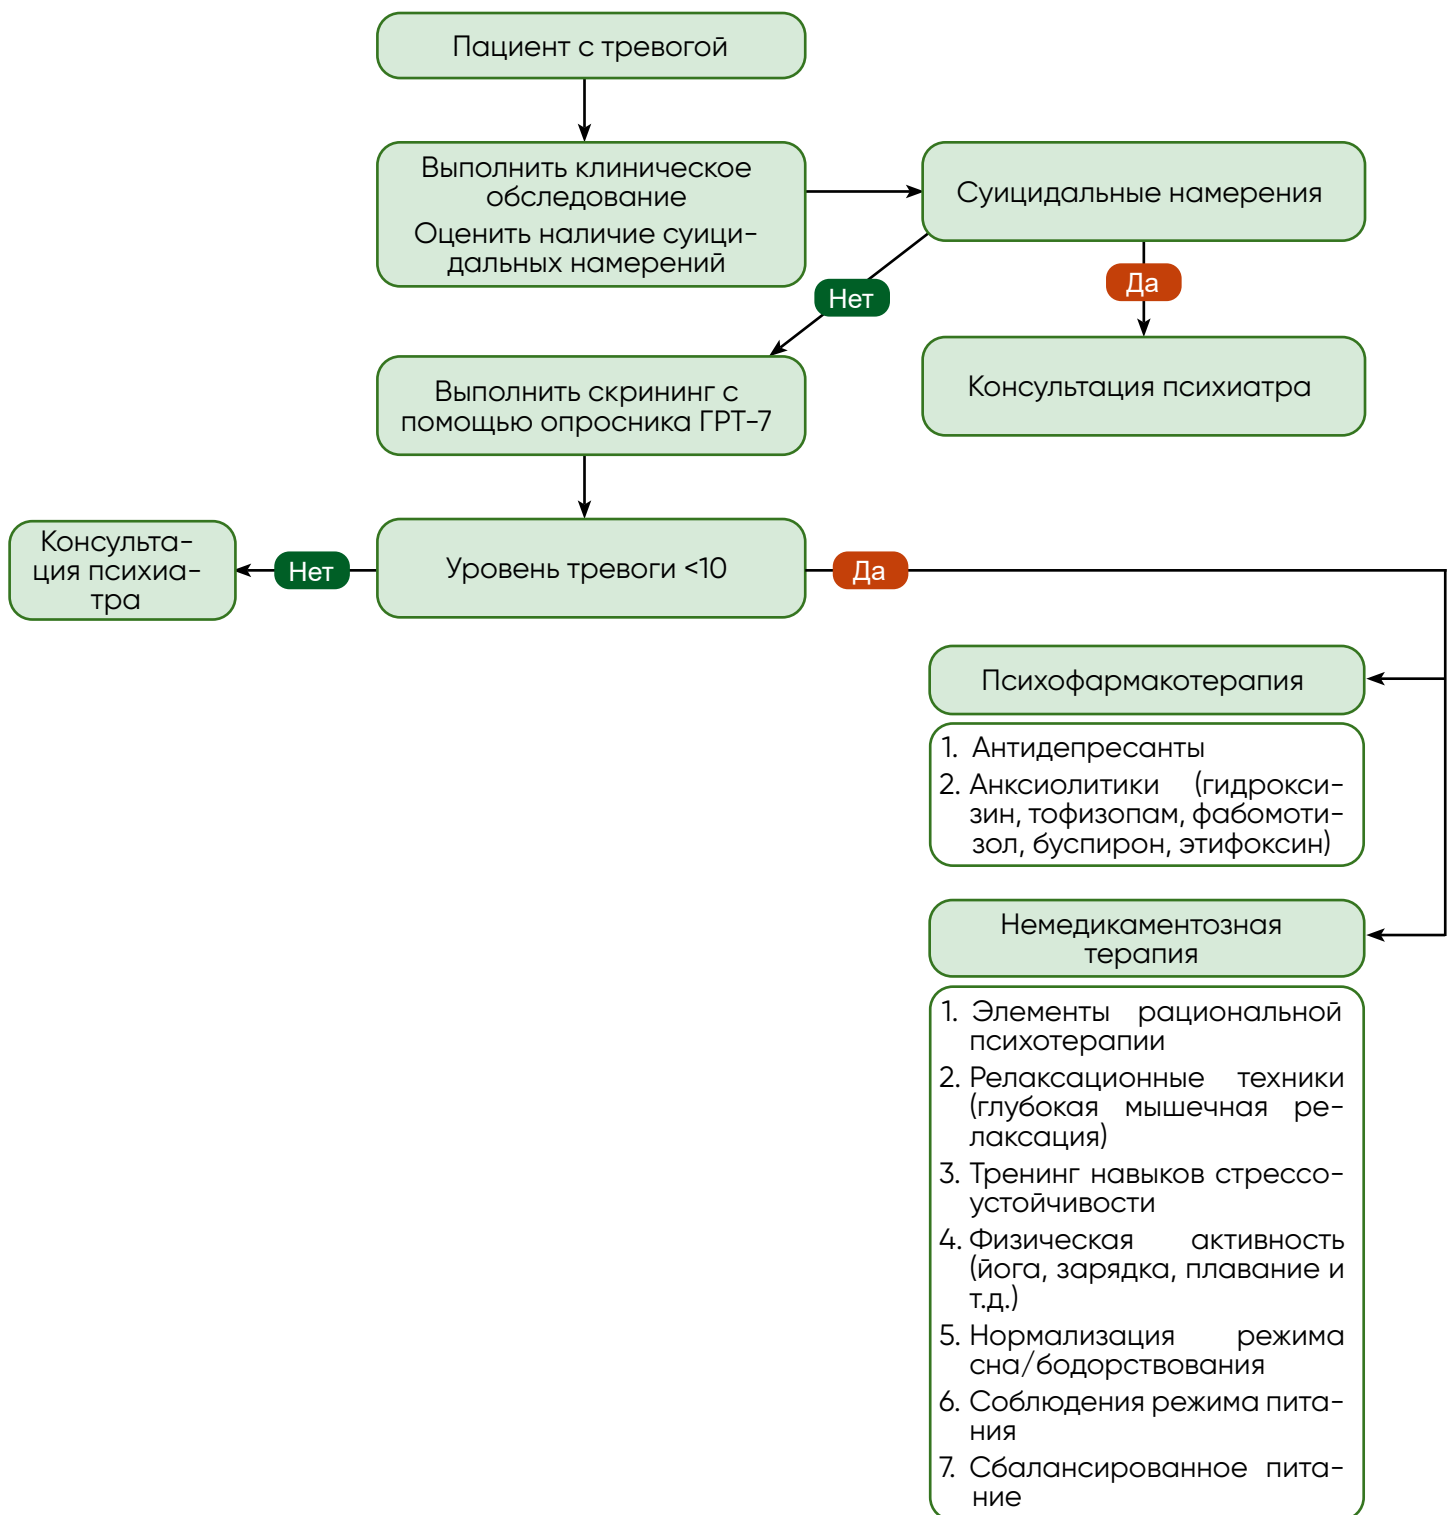 Пациент с тревогой
Выполнить клиническое
обследование
Оценить наличие суици-
дальных намерений
Суицидальные намерения
Нет
Да
Консультация психиатра
Выполнить скрининг с
помощью опросника ГРТ-7
Консульта-
ция психиа-
тра
Нет
Уровень тревоги <10
Да
Психофармакотерапия
1. Антидепресанты
2. Анксиолитики (гидрокси-
зин, тофизопам, фабомоти-
зол, буспирон, этифоксин)
Немедикаментозная
терапия
1. Элементы рациональной
психотерапии
2. Релаксационные техники
(глубокая мышечная ре-
лаксация)
3. Тренинг навыков стрессо-
устойчивости
4. Физическая активность
(йога, зарядка, плавание и
т.д.)
5. Нормализация режима
сна/бодорствования
6. Соблюдения режима пита-
ния
7. Сбалансированное пита-
ние